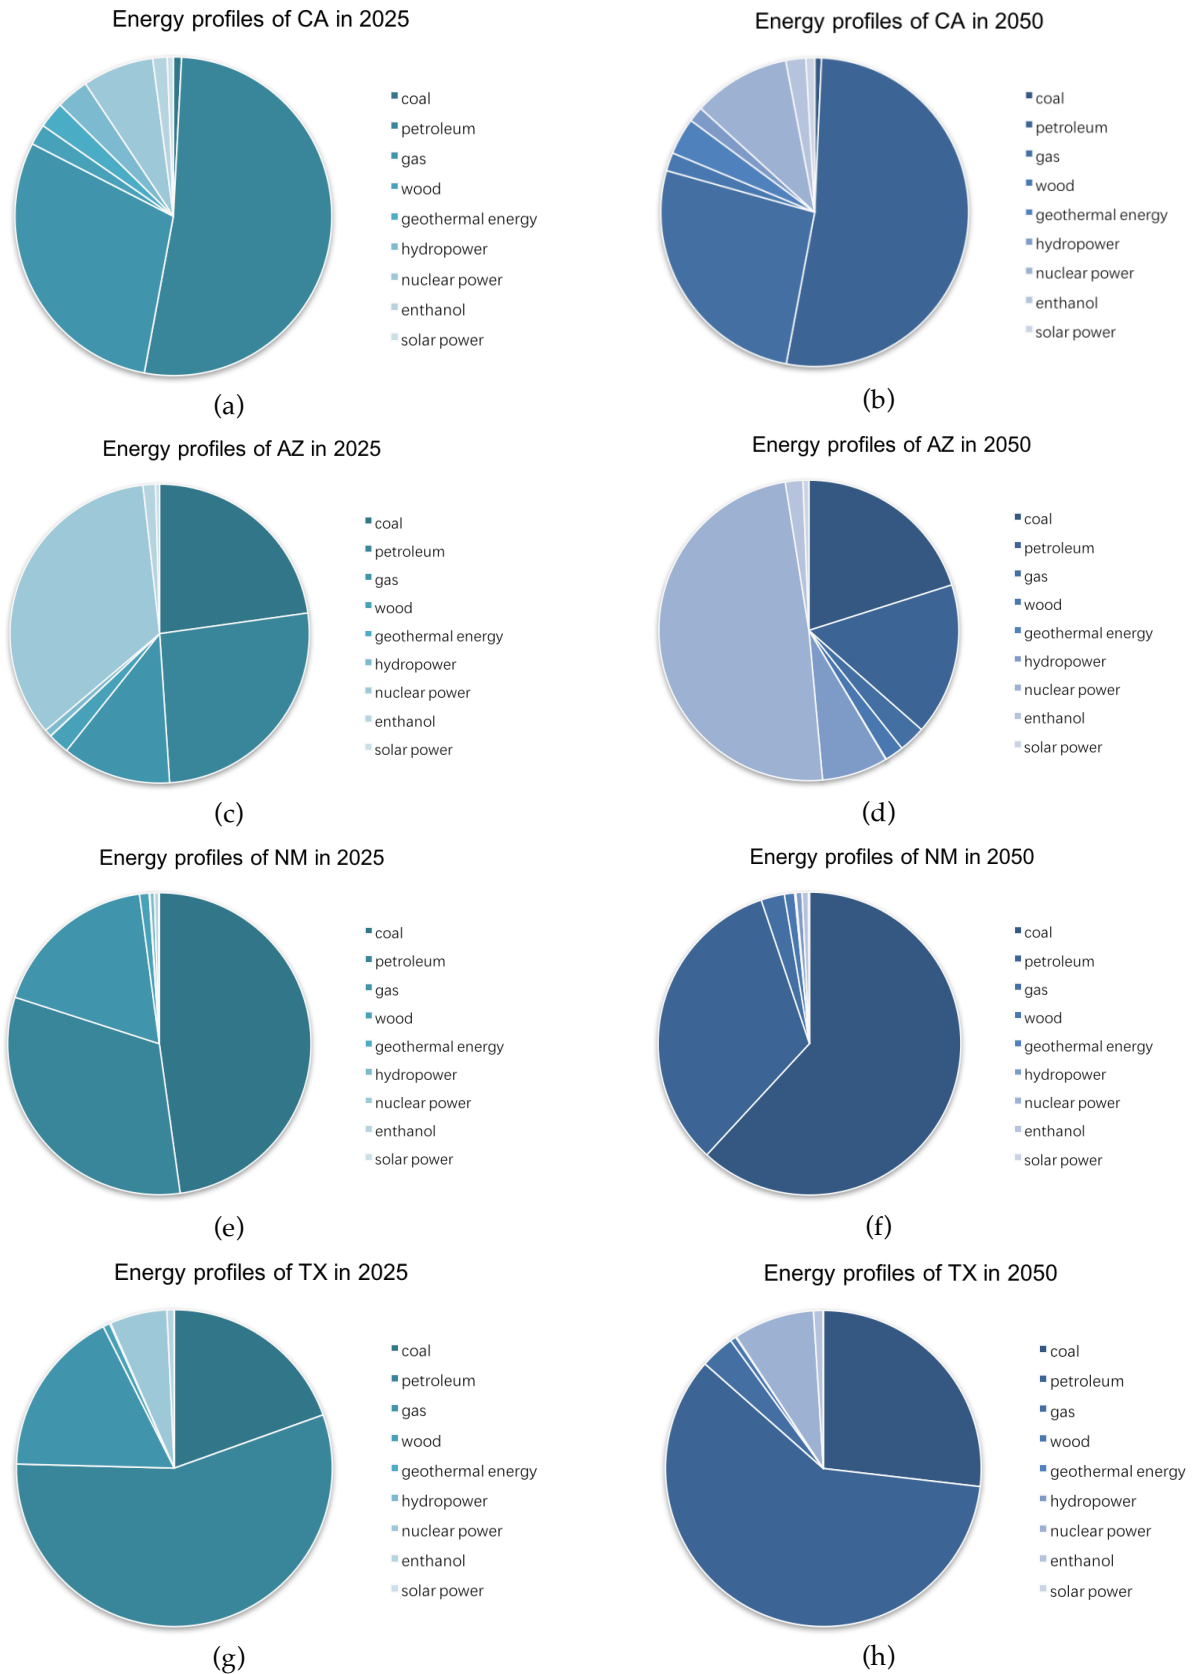 Energy profiles of CA in 2025
coal
petroleum
gas
wood
geothermal energy
hydropower
nuclear power
enthanol
solar power
(a)
Energy profiles of CA in 2050
coal
petroleum
gas
wood
geothermal energy
hydropower
nuclear power
enthanol
solar power
(b)
Energy profiles of AZ in 2025
coal
petroleum
gas
wood
geothermal energy
hydropower
nuclear power
enthanol
solar power
(c)
Energy profiles of AZ in 2050
coal
petroleum
gas
wood
geothermal energy
hydropower
nuclear power
enthanol
solar power
(d)
Energy profiles of NM in 2025
coal
petroleum
gas
wood
geothermal energy
hydropower
nuclear power
enthanol
solar power
(e)
Energy profiles of NM in 2050
coal
petroleum
gas
wood
geothermal energy
hydropower
nuclear power
enthanol
solar power
(f)
Energy profiles of TX in 2025
coal
petroleum
gas
wood
geothermal energy
hydropower
nuclear power
enthanol
solar power
(g)
Energy profiles of TX in 2050
coal
petroleum
gas
wood
geothermal energy
hydropower
nuclear power
enthanol
solar power
(h)